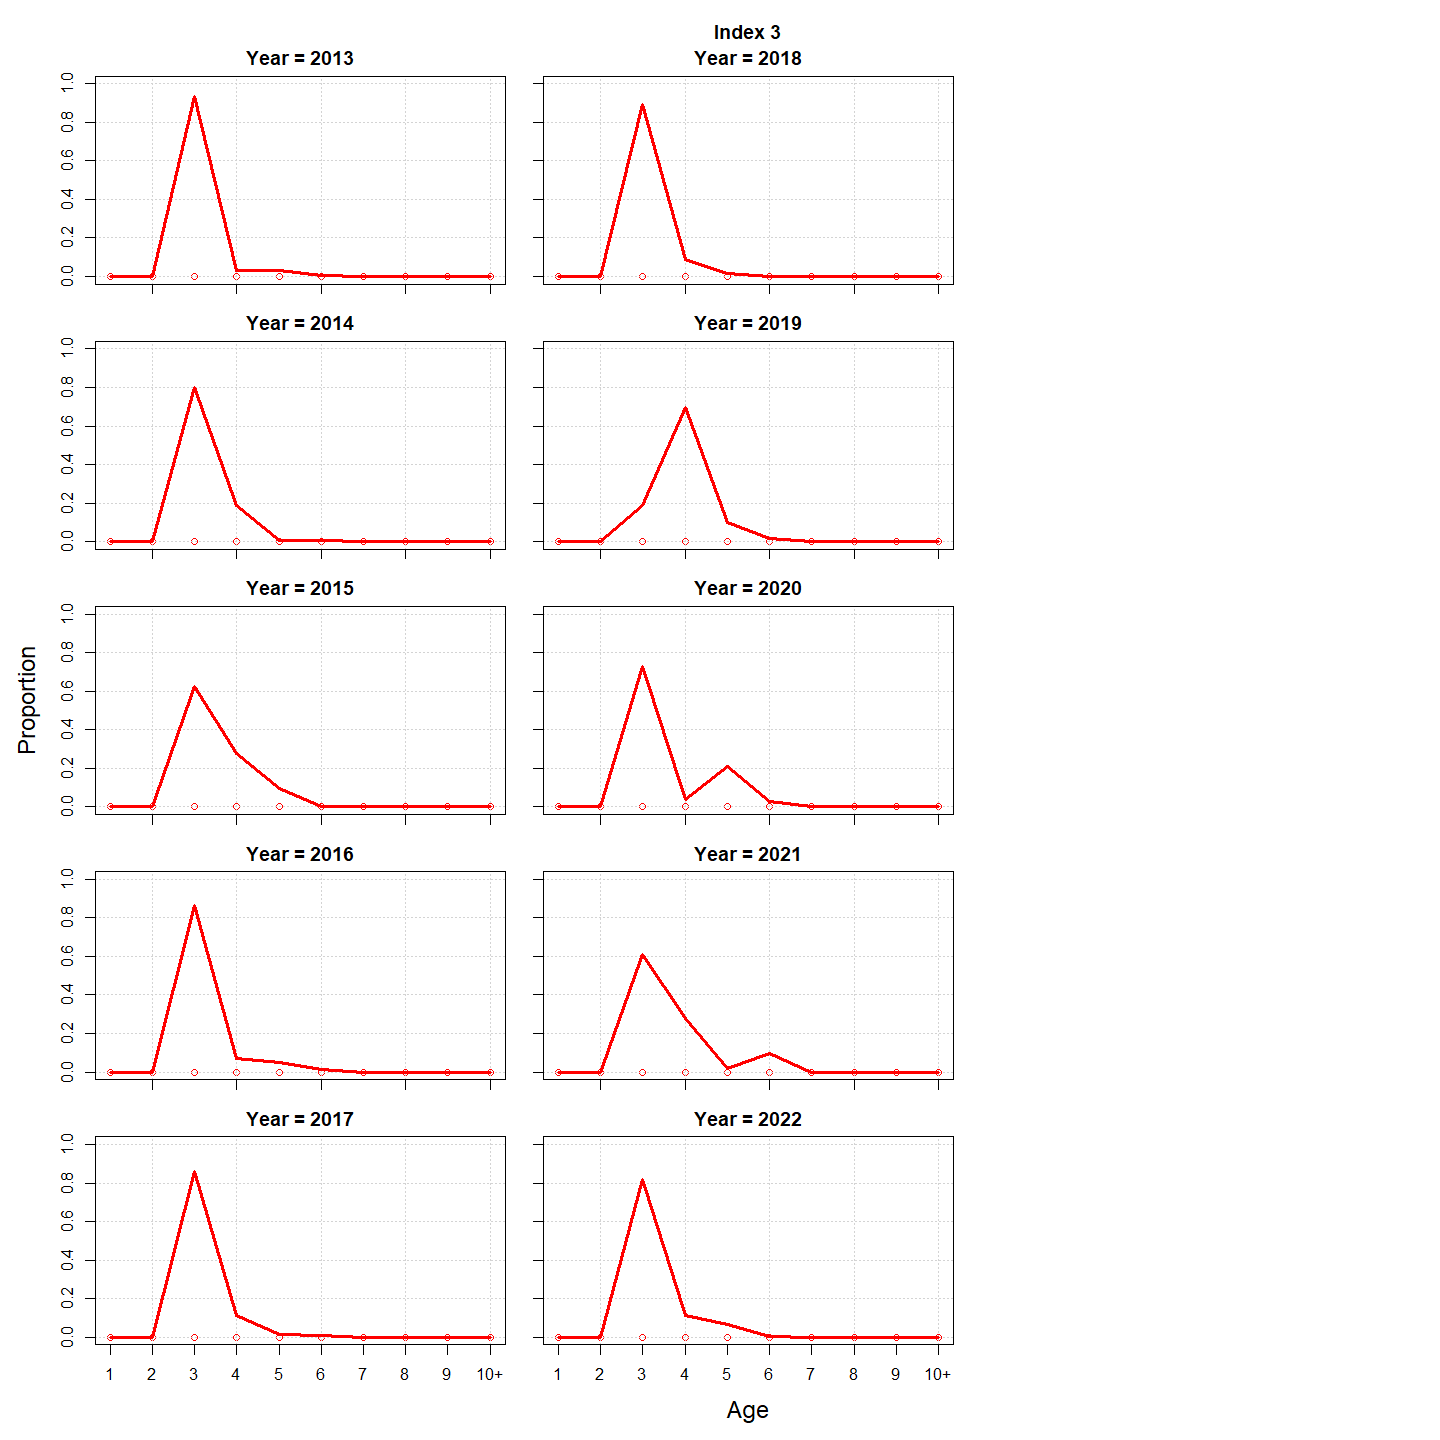 Index 3
Year = 2013
Year = 2018
0.0 0.2 0.4 0.6 0.8 1.0
Year = 2014
Year = 2019
0.0 0.2 0.4 0.6 0.8 1.0
Year = 2015
Year = 2020
0.0 0.2 0.4 0.6 0.8 1.0
Proportion
Year = 2016
Year = 2021
0.0 0.2 0.4 0.6 0.8 1.0
Year = 2017
Year = 2022
0.0 0.2 0.4 0.6 0.8 1.0
1 2 3 4 5 6 7 8 9 10+
1 2 3 4 5 6 7 8 9 10+
Age